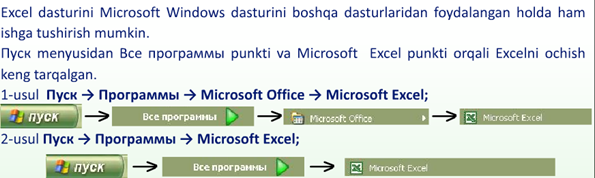 Excel dasturini Microsoft Windows dasturini boshqa dasturlaridan foydalangan holda ham
ishga tushirish mumkin.
Пуск menyusidan Все программы punkti va Microsoft Excel punkti orqali Excelni ochish
keng tarqalgan.
1-usul Пуск → Программы → Microsoft Office → Microsoft Excel;
пуск → Все программы → Microsoft Office → Microsoft Excel
2-usul Пуск → Программы → Microsoft Excel;
пуск → Все программы → Microsoft Excel